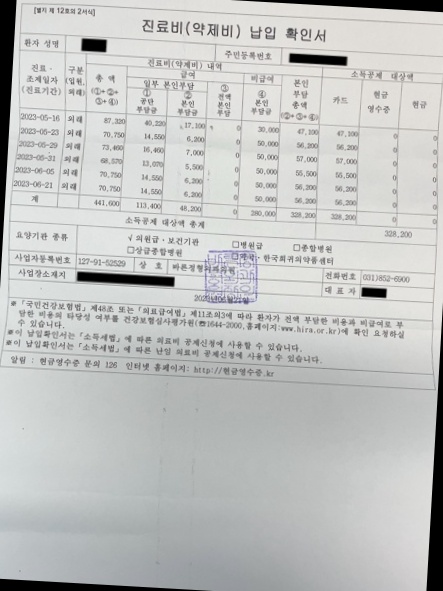 [별지 제12호의2서식]
진료비(약제비) 납입 확인서
환자 성명 주민등록번호
진료·조제일자(진료기간) 구분(입원,외래) 진료비(약제비) 내역 소득공제 대상액
총 액 (①+②+③+④) 급여 비급여 본인부담총액(②+③+④) 카드 현금영수증 현금
일부 본인부담 ③ 전액본인부담 ④ 본인부담금
① 공단부담금 ② 본인부담금
2023-05-16 외래 87,320 40,220 17,100 0 30,000 47,100 47,100 0 0
2023-05-23 외래 70,750 14,550 6,200 0 50,000 56,200 56,200 0 0
2023-05-29 외래 73,460 16,460 7,000 0 50,000 57,000 57,000 0 0
2023-05-31 외래 68,570 13,070 5,500 0 50,000 55,500 55,500 0 0
2023-06-05 외래 70,750 14,550 6,200 0 50,000 56,200 56,200 0 0
2023-06-21 외래 70,750 14,550 6,200 0 50,000 56,200 56,200 0 0
계 441,600 113,400 48,200 0 280,000 328,200 328,200 0 0
소득공제 대상액 총계 328,200
요양기관 종류 √의원급·보건기관 □병원급 □종합병원
□상급종합병원 □약국·한국희귀의약품센터
사업자등록번호 127-91-52529 상 호 바른정형외과의원 전화번호 031)852-6900
사업장소재지 대 표 자
※「국민건강보험법」제48조 또는「의료급여법」제11조의3에 따라 환자가 전액 부담한 비용과 비급여로 부
담한 비용의 타당성 여부를 건강보험심사평가원(☎1644-2000,홈페이지:www.hira.or.kr)에 확인 요청하실
수 있습니다.
※이 납입확인서는「소득세법」에 따른 의료비 공제신청에 사용할 수 있습니다.
※이 납입확인서는「소득세법」에 따른 난임 의료비 공제신청에 사용할 수 있습니다.
알림 : 현금영수증 문의 126 인터넷 홈페이지: http://현금영수증.kr